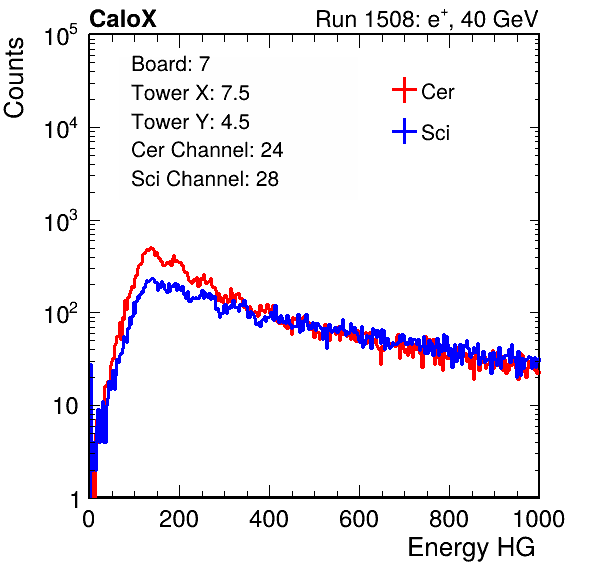 CaloX Run 1508: e+, 40 GeV
Board: 7
Tower X: 7.5
Tower Y: 4.5
Cer Channel: 24
Sci Channel: 28
Cer
Sci
Counts
10^5
10^4
10^3
10^2
10
1
0 200 400 600 800 1000
Energy HG